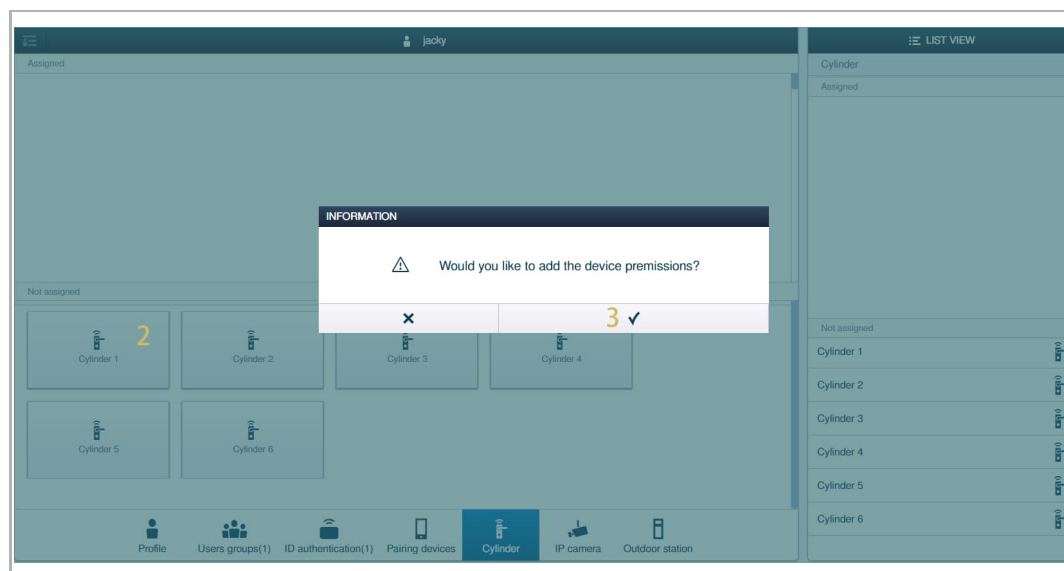 jacky
Assigned
INFORMATION
Would you like to add the device premissions?
3
Not assigned
2
Cylinder 1
Cylinder 2
Cylinder 3
Cylinder 4
Cylinder 5
Cylinder 6
Profile
Users groups(1)
ID authentication(1)
Pairing devices
Cylinder
IP camera
Outdoor station
LIST VIEW
Cylinder
Assigned
Not assigned
Cylinder 1
Cylinder 2
Cylinder 3
Cylinder 4
Cylinder 5
Cylinder 6